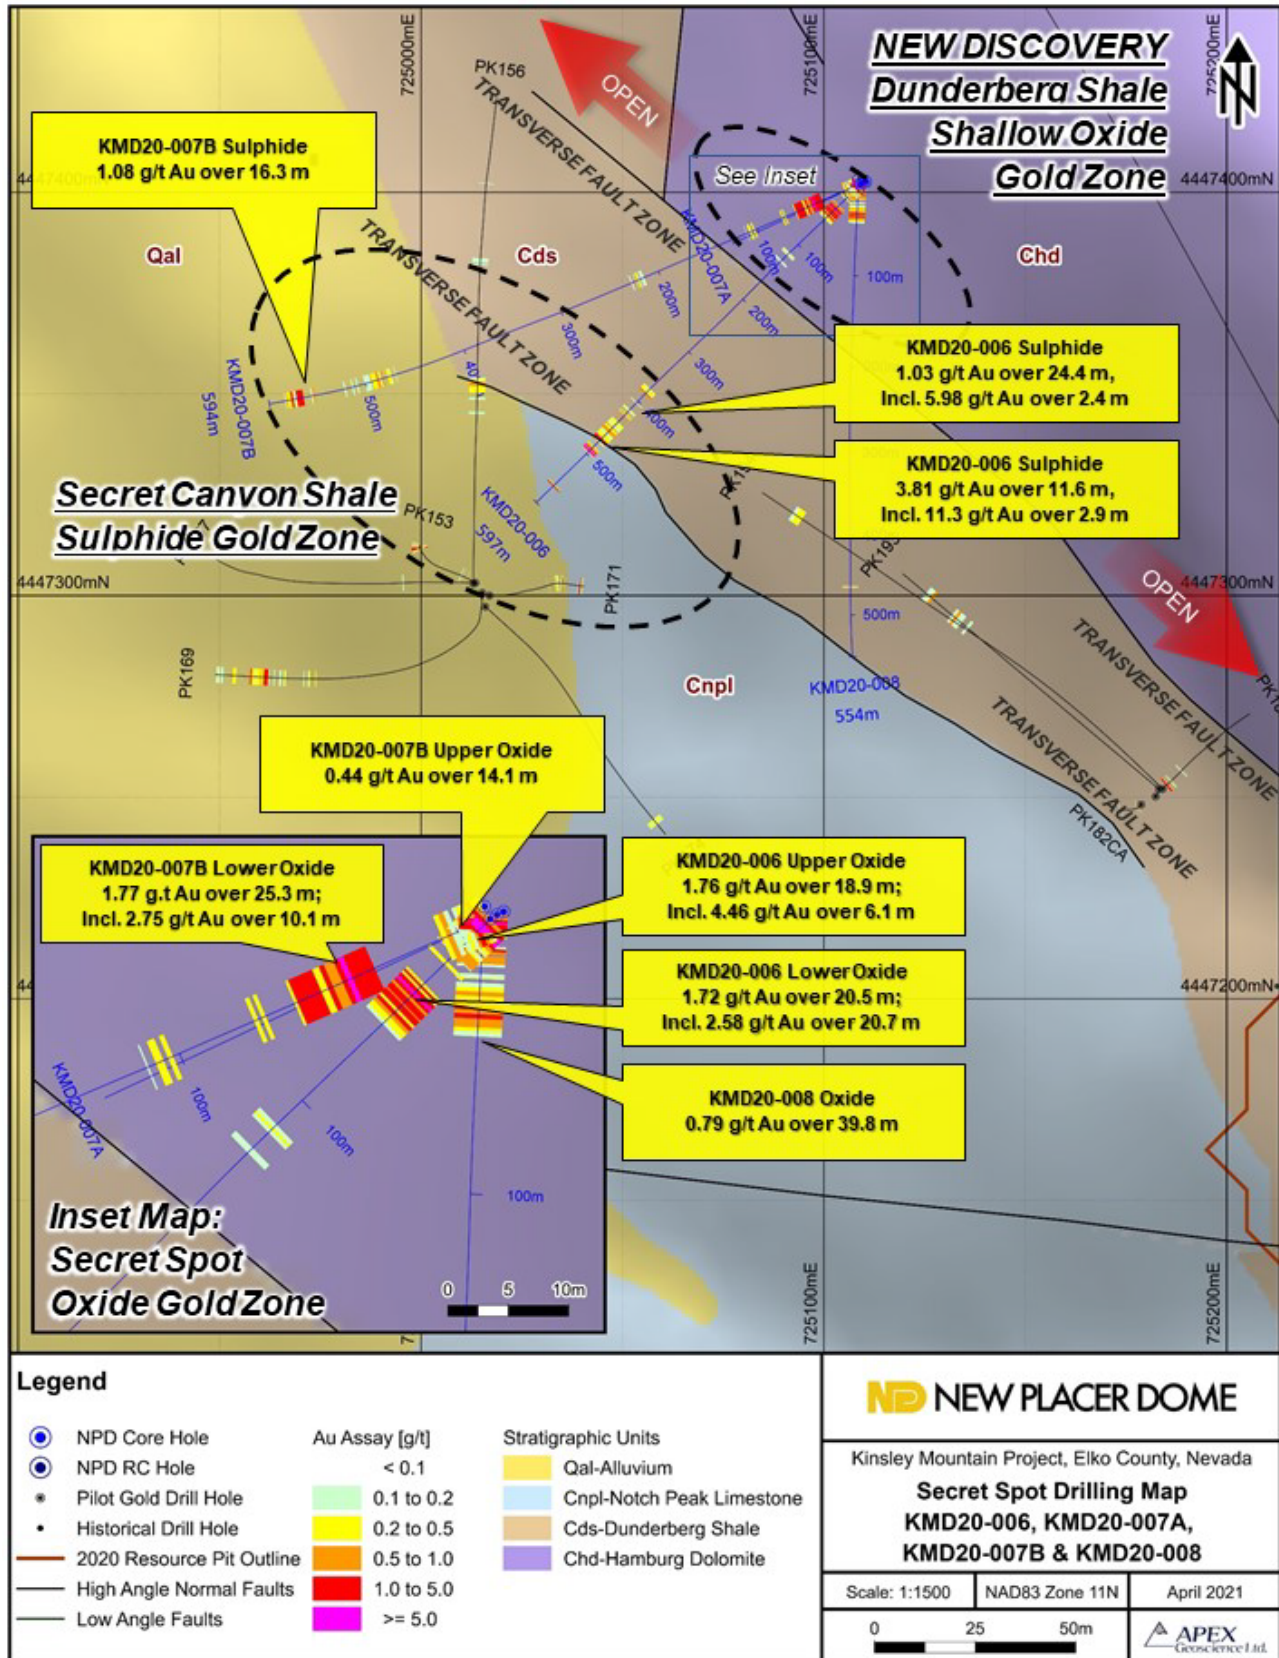 NEW DISCOVERY
Dunderberg Shale
Shallow Oxide
Gold Zone
725000mE
725100mE
725200mE
N
PK156
OPEN
TRANSVERSE FAULT ZONE
KMD20-007B Sulphide
1.08 g/t Au over 16.3 m
4447400mN
4447400mN
See Inset
Qal
Cds
Chd
TRANSVERSE FAULT ZONE
KMD20-007A
100m
100m
100m
200m
200m
300m
300m
400m
500m
500m
KMD20-007B
594m
KMD20-006 Sulphide
1.03 g/t Au over 24.4 m,
Incl. 5.98 g/t Au over 2.4 m
KMD20-006 Sulphide
3.81 g/t Au over 11.6 m,
Incl. 11.3 g/t Au over 2.9 m
Secret Canyon Shale
Sulphide Gold Zone
PK153
KMD20-006
597m
PK193
4447300mN
4447300mN
PK171
500m
OPEN
PK169
Cnpl
KMD20-008
554m
TRANSVERSE FAULT ZONE
TRANSVERSE FAULT ZONE
PK182CA
KMD20-007B Upper Oxide
0.44 g/t Au over 14.1 m
KMD20-007B Lower Oxide
1.77 g.t Au over 25.3 m;
Incl. 2.75 g/t Au over 10.1 m
KMD20-006 Upper Oxide
1.76 g/t Au over 18.9 m;
Incl. 4.46 g/t Au over 6.1 m
KMD20-006 Lower Oxide
1.72 g/t Au over 20.5 m;
Incl. 2.58 g/t Au over 20.7 m
4447200mN
KMD20-008 Oxide
0.79 g/t Au over 39.8 m
KMD20-007A
100m
100m
100m
Inset Map:
Secret Spot
Oxide Gold Zone
0 5 10m
725100mE
725200mE
Legend
NPD Core Hole
NPD RC Hole
Pilot Gold Drill Hole
Historical Drill Hole
2020 Resource Pit Outline
High Angle Normal Faults
Low Angle Faults
Au Assay [g/t]
< 0.1
0.1 to 0.2
0.2 to 0.5
0.5 to 1.0
1.0 to 5.0
>= 5.0
Stratigraphic Units
Qal-Alluvium
Cnpl-Notch Peak Limestone
Cds-Dunderberg Shale
Chd-Hamburg Dolomite
NPD NEW PLACER DOME
Kinsley Mountain Project, Elko County, Nevada
Secret Spot Drilling Map
KMD20-006, KMD20-007A,
KMD20-007B & KMD20-008
Scale: 1:1500
NAD83 Zone 11N
April 2021
0 25 50m
APEX
Geoscience Ltd.